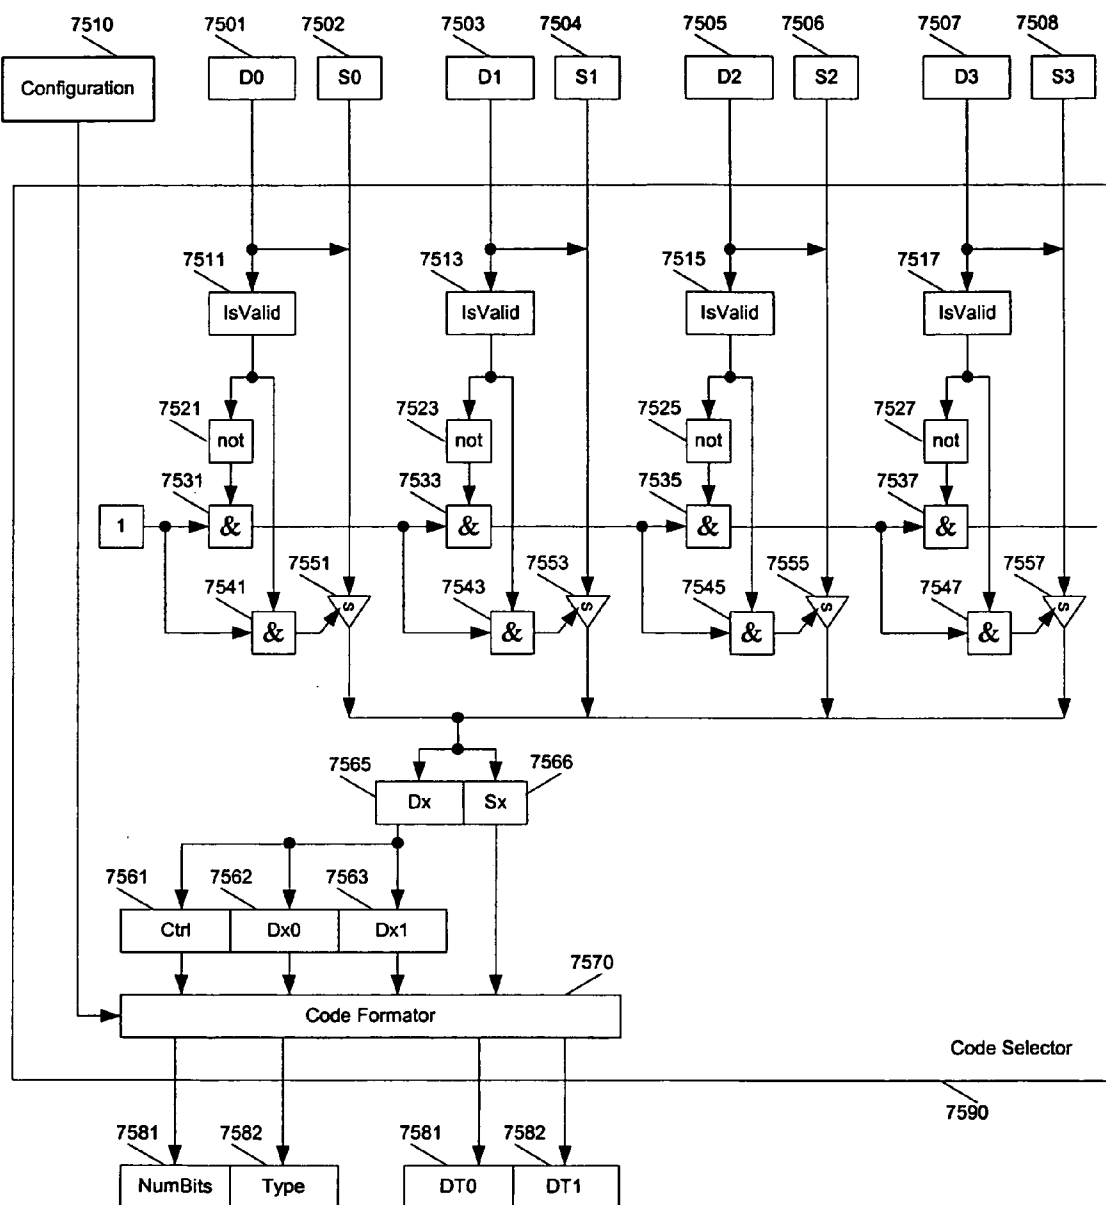 7510 7501 7502 7503 7504 7505 7506 7507 7508
Configuration D0 S0 D1 S1 D2 S2 D3 S3
7511 7513 7515 7517
IsValid IsValid IsValid IsValid
7521 7523 7525 7527
not not not not
7531 7533 7535 7537
1 & & & &
7541 7551 7543 7553 7545 7555 7547 7557
& s & s & s & s
7565 7566
Dx Sx
7561 7562 7563
Ctrl Dx0 Dx1
7570
Code Formator
Code Selector
7590
7581 7582 7581 7582
NumBits Type DT0 DT1